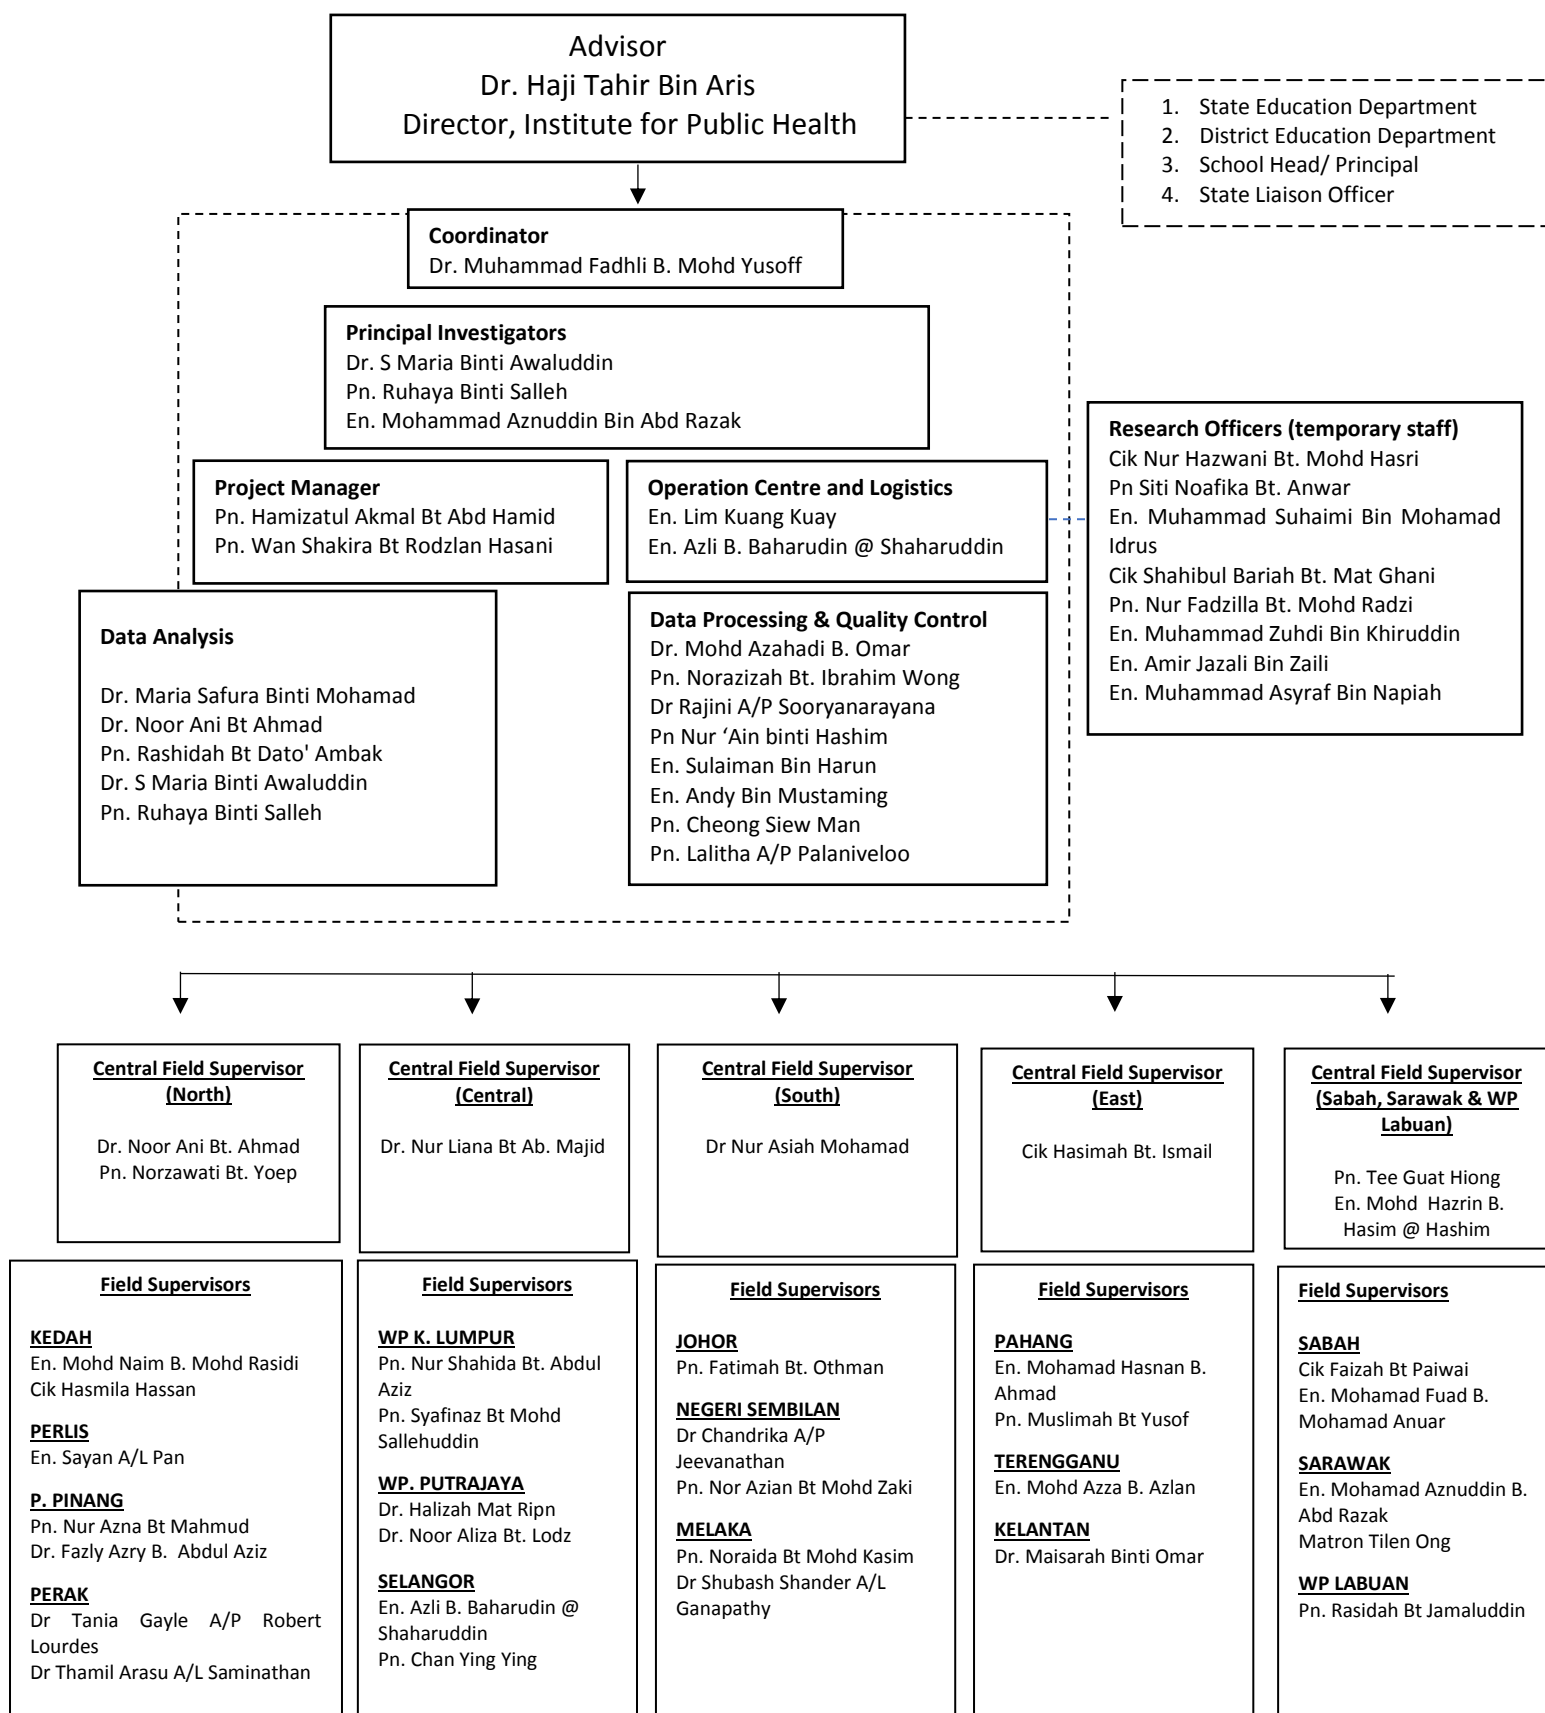 Advisor
Dr. Haji Tahir Bin Aris
Director, Institute for Public Health
1. State Education Department
2. District Education Department
3. School Head/ Principal
4. State Liaison Officer
Coordinator
Dr. Muhammad Fadhli B. Mohd Yusoff
Principal Investigators
Dr. S Maria Binti Awaluddin
Pn. Ruhaya Binti Salleh
En. Mohammad Aznuddin Bin Abd Razak
Project Manager
Pn. Hamizatul Akmal Bt Abd Hamid
Pn. Wan Shakira Bt Rodzlan Hasani
Operation Centre and Logistics
En. Lim Kuang Kuay
En. Azli B. Baharudin @ Shaharuddin
Research Officers (temporary staff)
Cik Nur Hazwani Bt. Mohd Hasri
Pn Siti Noafika Bt. Anwar
En. Muhammad Suhaimi Bin Mohamad
Idrus
Cik Shahibul Bariah Bt. Mat Ghani
Pn. Nur Fadzilla Bt. Mohd Radzi
En. Muhammad Zuhdi Bin Khiruddin
En. Amir Jazali Bin Zaili
En. Muhammad Asyraf Bin Napiah
Data Analysis
Dr. Maria Safura Binti Mohamad
Dr. Noor Ani Bt Ahmad
Pn. Rashidah Bt Dato' Ambak
Dr. S Maria Binti Awaluddin
Pn. Ruhaya Binti Salleh
Data Processing & Quality Control
Dr. Mohd Azahadi B. Omar
Pn. Norazizah Bt. Ibrahim Wong
Dr Rajini A/P Sooryanarayana
Pn Nur ‘Ain binti Hashim
En. Sulaiman Bin Harun
En. Andy Bin Mustaming
Pn. Cheong Siew Man
Pn. Lalitha A/P Palaniveloo
Central Field Supervisor
(North)
Dr. Noor Ani Bt. Ahmad
Pn. Norzawati Bt. Yoep
Central Field Supervisor
(Central)
Dr. Nur Liana Bt Ab. Majid
Central Field Supervisor
(South)
Dr Nur Asiah Mohamad
Central Field Supervisor
(East)
Cik Hasimah Bt. Ismail
Central Field Supervisor
(Sabah, Sarawak & WP
Labuan)
Pn. Tee Guat Hiong
En. Mohd Hazrin B.
Hasim @ Hashim
Field Supervisors
KEDAH
En. Mohd Naim B. Mohd Rasidi
Cik Hasmila Hassan
PERLIS
En. Sayan A/L Pan
P. PINANG
Pn. Nur Azna Bt Mahmud
Dr. Fazly Azry B. Abdul Aziz
PERAK
Dr Tania Gayle A/P Robert
Lourdes
Dr Thamil Arasu A/L Saminathan
Field Supervisors
WP K. LUMPUR
Pn. Nur Shahida Bt. Abdul
Aziz
Pn. Syafinaz Bt Mohd
Sallehuddin
WP. PUTRAJAYA
Dr. Halizah Mat Ripn
Dr. Noor Aliza Bt. Lodz
SELANGOR
En. Azli B. Baharudin @
Shaharuddin
Pn. Chan Ying Ying
Field Supervisors
JOHOR
Pn. Fatimah Bt. Othman
NEGERI SEMBILAN
Dr Chandrika A/P
Jeevanathan
Pn. Nor Azian Bt Mohd Zaki
MELAKA
Pn. Noraida Bt Mohd Kasim
Dr Shubash Shander A/L
Ganapathy
Field Supervisors
PAHANG
En. Mohamad Hasnan B.
Ahmad
Pn. Muslimah Bt Yusof
TERENGGANU
En. Mohd Azza B. Azlan
KELANTAN
Dr. Maisarah Binti Omar
Field Supervisors
SABAH
Cik Faizah Bt Paiwai
En. Mohamad Fuad B.
Mohamad Anuar
SARAWAK
En. Mohamad Aznuddin B.
Abd Razak
Matron Tilen Ong
WP LABUAN
Pn. Rasidah Bt Jamaluddin